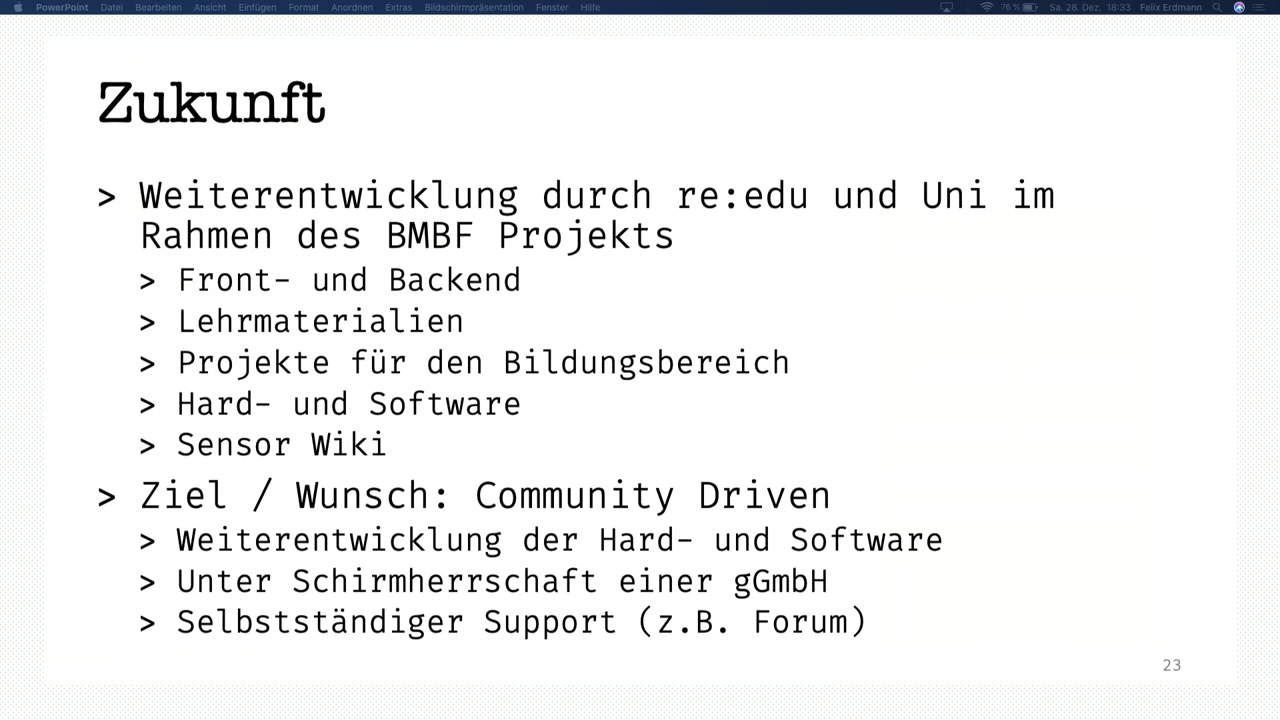 PowerPoint Datei Bearbeiten Ansicht Einfügen Format Anordnen Extras Bildschirmpräsentation Fenster Hilfe 76 % Sa. 28. Dez. 18:33 Felix Erdmann
Zukunft
> Weiterentwicklung durch re:edu und Uni im
Rahmen des BMBF Projekts
> Front- und Backend
> Lehrmaterialien
> Projekte für den Bildungsbereich
> Hard- und Software
> Sensor Wiki
> Ziel / Wunsch: Community Driven
> Weiterentwicklung der Hard- und Software
> Unter Schirmherrschaft einer gGmbH
> Selbstständiger Support (z.B. Forum)
23